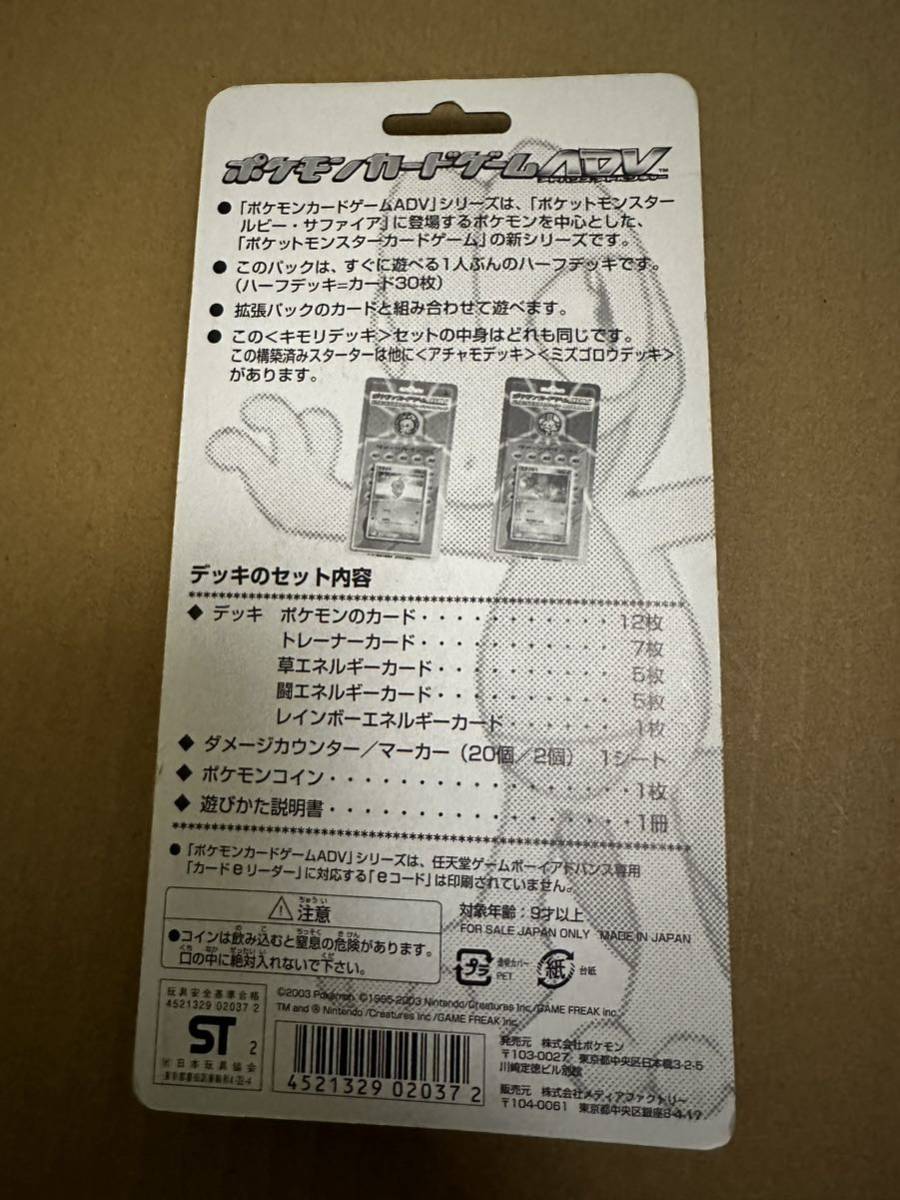 ポケモンカードゲームADV™
●「ポケモンカードゲームADV」シリーズは、「ポケットモンスター
ルビー・サファイア」に登場するポケモンを中心とした、
「ポケットモンスターカードゲーム」の新シリーズです。
● このパックは、すぐに遊べる1人ぶんのハーフデッキです。
(ハーフデッキ=カード30枚)
● 拡張パックのカードと組み合わせて遊べます。
● この<キモリデッキ>セットの中身はどれも同じです。
この構築済みスターターは他に<アチャモデッキ><ミズゴロウデッキ>
があります。
デッキのセット内容
◆ デッキ ポケモンのカード・・・・・・・・・・・12枚
トレーナーカード・・・・・・・・・・・7枚
草エネルギーカード・・・・・・・・・・5枚
闘エネルギーカード・・・・・・・・・・5枚
レインボーエネルギーカード・・・・・・1枚
◆ ダメージカウンター/マーカー(20個/2個) 1シート
◆ ポケモンコイン・・・・・・・・・・・・・・・・1枚
◆ 遊びかた説明書・・・・・・・・・・・・・・・・1冊
●「ポケモンカードゲームADV」シリーズは、任天堂ゲームボーイアドバンス専用
「カードeリーダー」に対応する「eコード」は印刷されていません。
⚠注意
ちゅうい
●コインは飲み込むと窒息の危険があります。
口の中に絶対入れないで下さい。
対象年齢:9才以上
FOR SALE JAPAN ONLY MADE IN JAPAN
プラ
透明カバー
PET
紙
台紙
©2003 Pokémon. ©1995-2003 Nintendo/Creatures Inc./GAME FREAK inc.
TM and ® Nintendo/Creatures Inc./GAME FREAK inc.
玩具安全基準合格
4521329 02037 2
ST 2
㈳日本玩具協会
4521329 020372
発売元 株式会社ポケモン
〒103-0027 東京都中央区日本橋3-2-5
川崎定徳ビル別館
販売元 株式会社メディアファクトリー
〒104-0061 東京都中央区銀座8-4-17